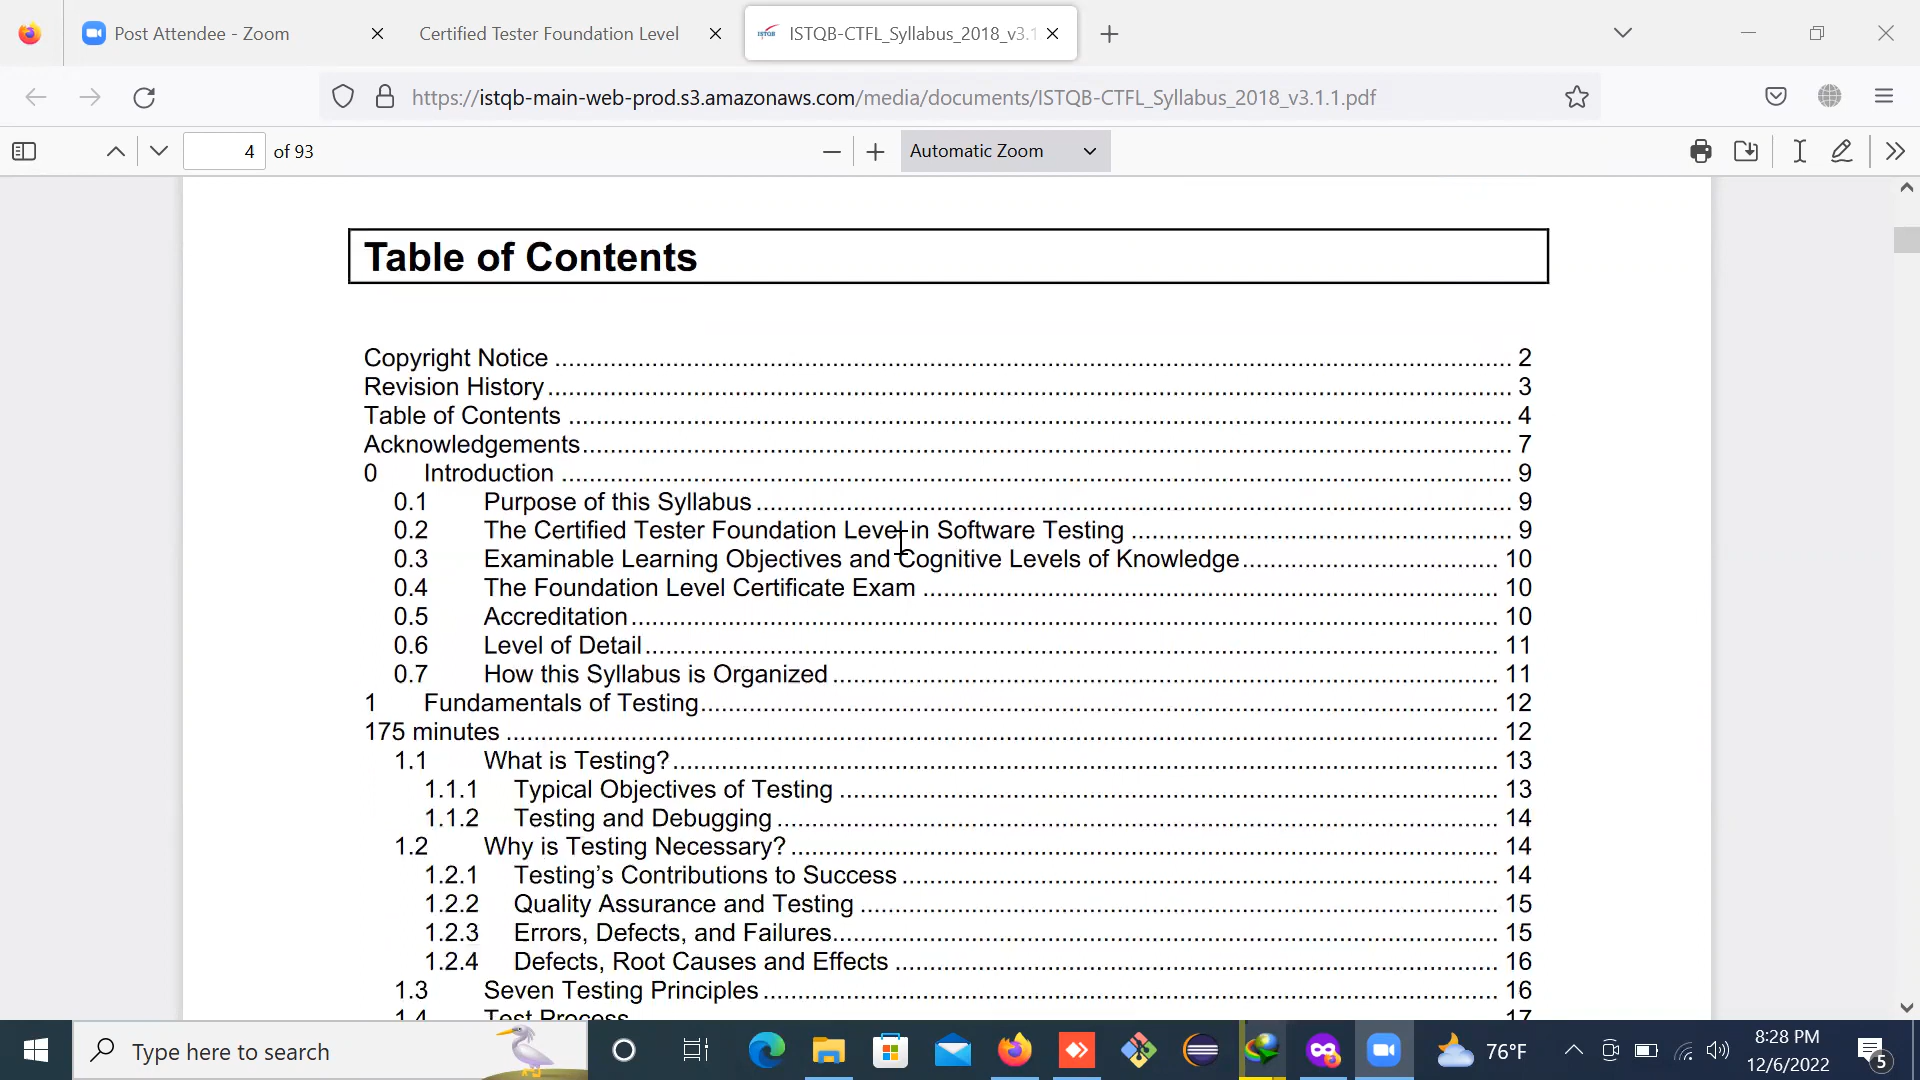 Post Attendee - Zoom
Certified Tester Foundation Level
ISTQB-CTFL_Syllabus_2018_v3.1
https://istqb-main-web-prod.s3.amazonaws.com/media/documents/ISTQB-CTFL_Syllabus_2018_v3.1.1.pdf
4 of 93
Automatic Zoom
Table of Contents
Copyright Notice ........ 2
Revision History ........ 3
Table of Contents ........ 4
Acknowledgements ........ 7
0 Introduction ........ 9
0.1 Purpose of this Syllabus ........ 9
0.2 The Certified Tester Foundation Level in Software Testing ........ 9
0.3 Examinable Learning Objectives and Cognitive Levels of Knowledge ........ 10
0.4 The Foundation Level Certificate Exam ........ 10
0.5 Accreditation ........ 10
0.6 Level of Detail ........ 11
0.7 How this Syllabus is Organized ........ 11
1 Fundamentals of Testing ........ 12
175 minutes ........ 12
1.1 What is Testing? ........ 13
1.1.1 Typical Objectives of Testing ........ 13
1.1.2 Testing and Debugging ........ 14
1.2 Why is Testing Necessary? ........ 14
1.2.1 Testing's Contributions to Success ........ 14
1.2.2 Quality Assurance and Testing ........ 15
1.2.3 Errors, Defects, and Failures ........ 15
1.2.4 Defects, Root Causes and Effects ........ 16
1.3 Seven Testing Principles ........ 16
1.4 Test Process ........ 17
Type here to search
76°F
8:28 PM
12/6/2022
5